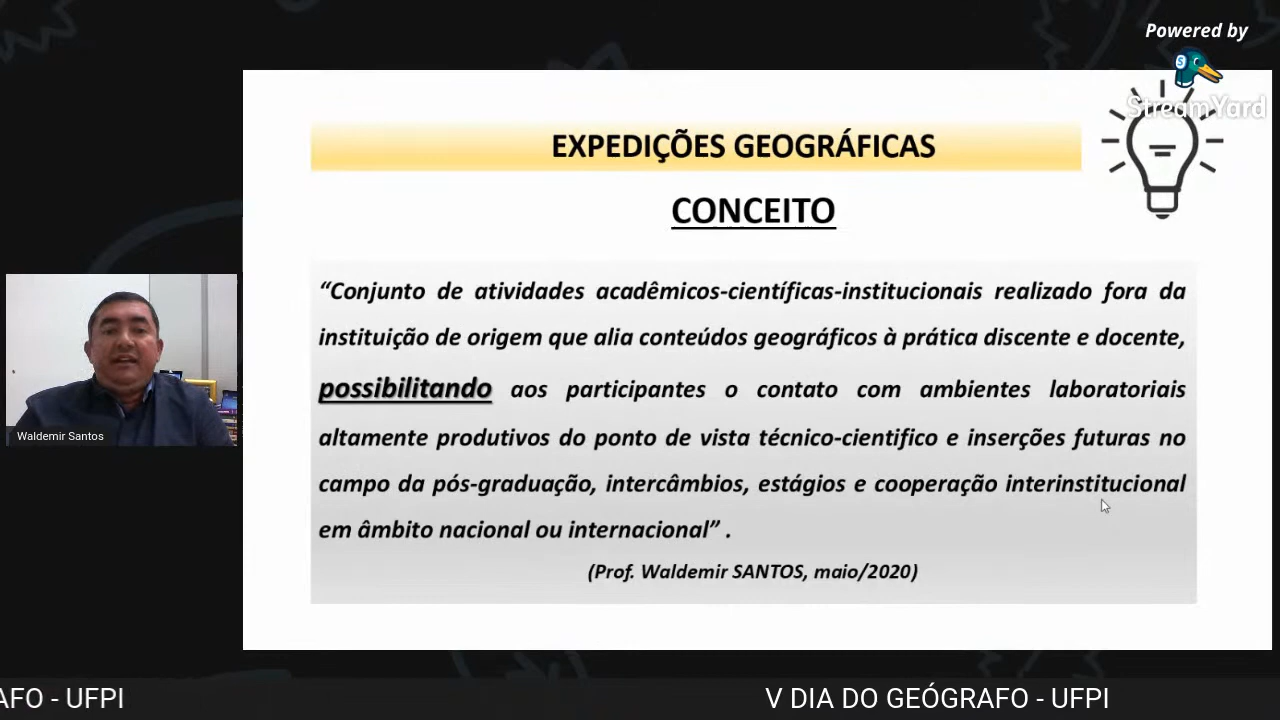 Powered by
StreamYard
EXPEDIÇÕES GEOGRÁFICAS
CONCEITO
“Conjunto de atividades acadêmicos-científicas-institucionais realizado fora da
instituição de origem que alia conteúdos geográficos à prática discente e docente,
possibilitando aos participantes o contato com ambientes laboratoriais
altamente produtivos do ponto de vista técnico-cientifico e inserções futuras no
campo da pós-graduação, intercâmbios, estágios e cooperação interinstitucional
em âmbito nacional ou internacional” .
(Prof. Waldemir SANTOS, maio/2020)
Waldemir Santos
AFO - UFPI
V DIA DO GEÓGRAFO - UFPI